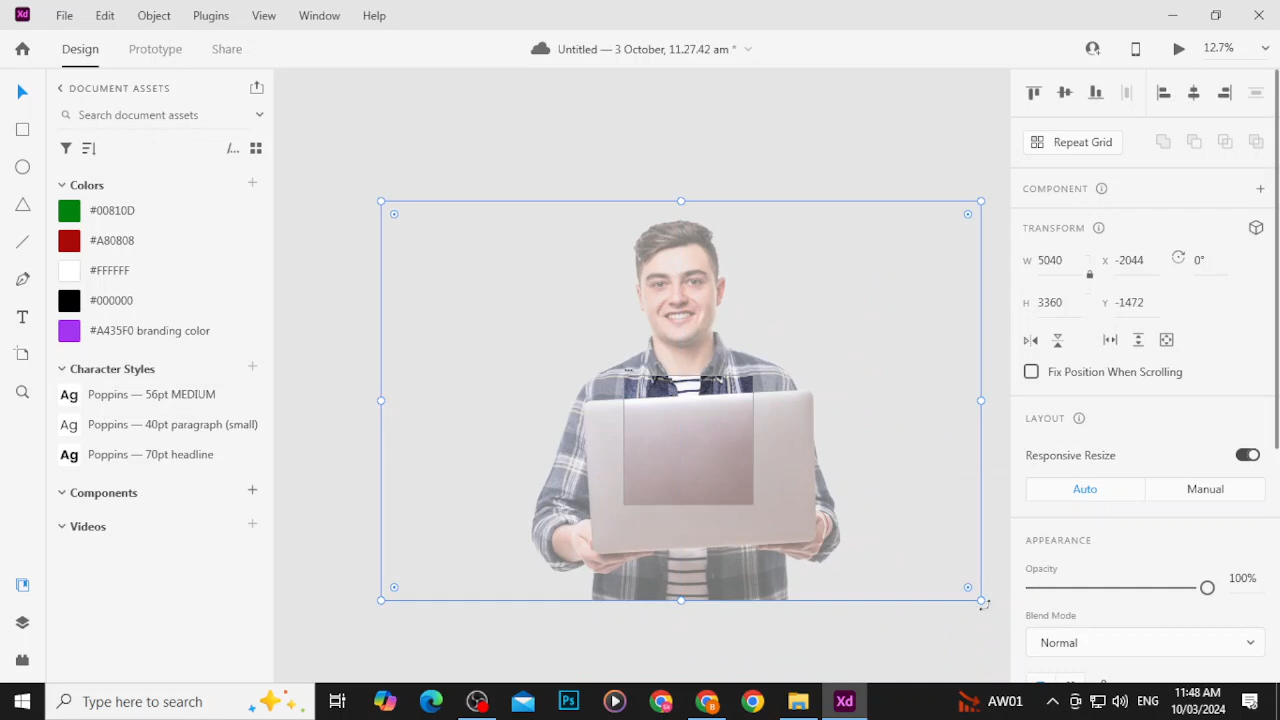 Xd File Edit Object Plugins View Window Help
Design Prototype Share Untitled — 3 October, 11.27.42 am * 12.7%
DOCUMENT ASSETS
Search document assets
/...
Colors
#00810D
#A80808
#FFFFFF
#000000
#A435F0 branding color
Character Styles
Ag Poppins — 56pt MEDIUM
Ag Poppins — 40pt paragraph (small)
Ag Poppins — 70pt headline
Components
Videos
Repeat Grid
COMPONENT
TRANSFORM
W 5040 X -2044 0°
H 3360 Y -1472
Fix Position When Scrolling
LAYOUT
Responsive Resize
Auto Manual
APPEARANCE
Opacity
100%
Blend Mode
Normal
Type here to search
Ps Xd AW01 ENG
11:48 AM
10/03/2024